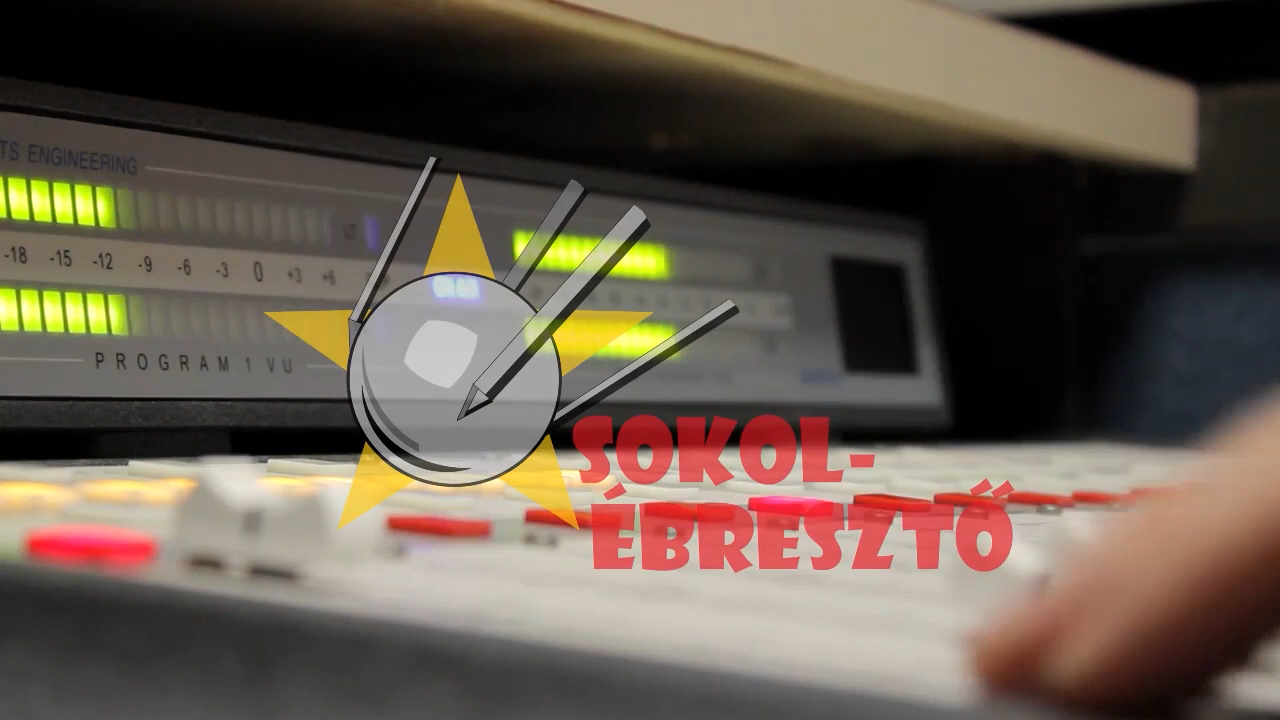 TS ENGINEERING
-18 -15 -12 -9 -6 -3 0 +3 +6
PROGRAM 1 VU
SOKOL-
ÉBRESZTŐ